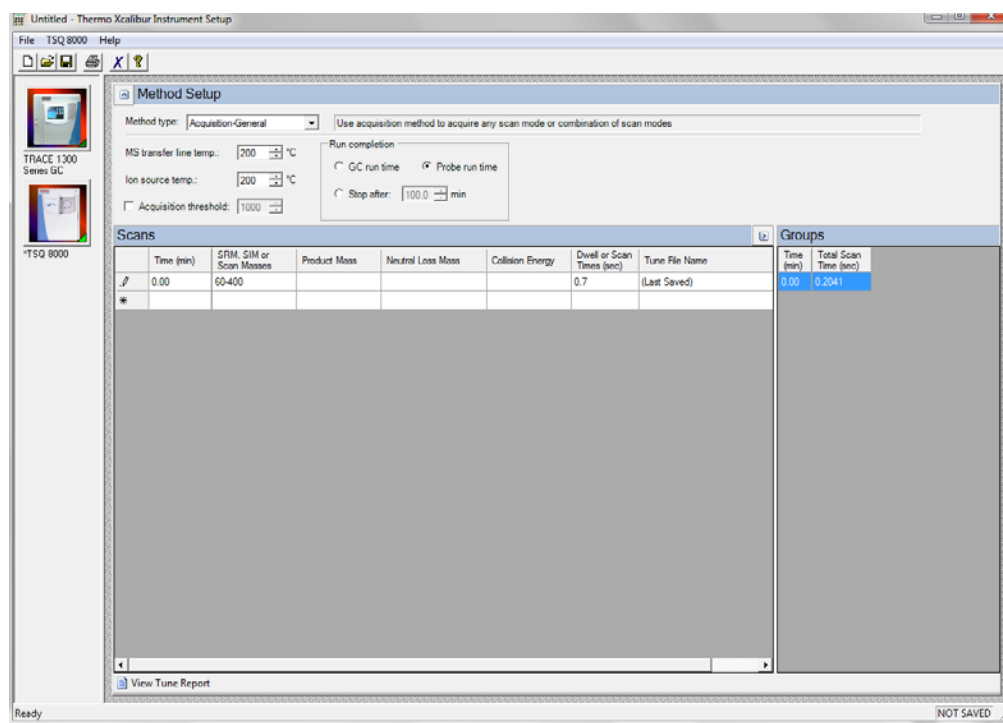 Untitled - Thermo Xcalibur Instrument Setup
File TSQ 8000 Help
TRACE 1300
Series GC
*TSQ 8000
Method Setup
Method type: Acquisition-General Use acquisition method to acquire any scan mode or combination of scan modes
MS transfer line temp.: 200 °C
Ion source temp.: 200 °C
Acquisition threshold: 1000
Run completion
GC run time Probe run time
Stop after: 100.0 min
Scans
Time (min) SRM, SIM or Scan Masses Product Mass Neutral Loss Mass Collision Energy Dwell or Scan Times (sec) Tune File Name
0.00 60-400 0.7 (Last Saved)
Groups
Time (min) Total Scan Time (sec)
0.00 0.2041
View Tune Report
Ready NOT SAVED